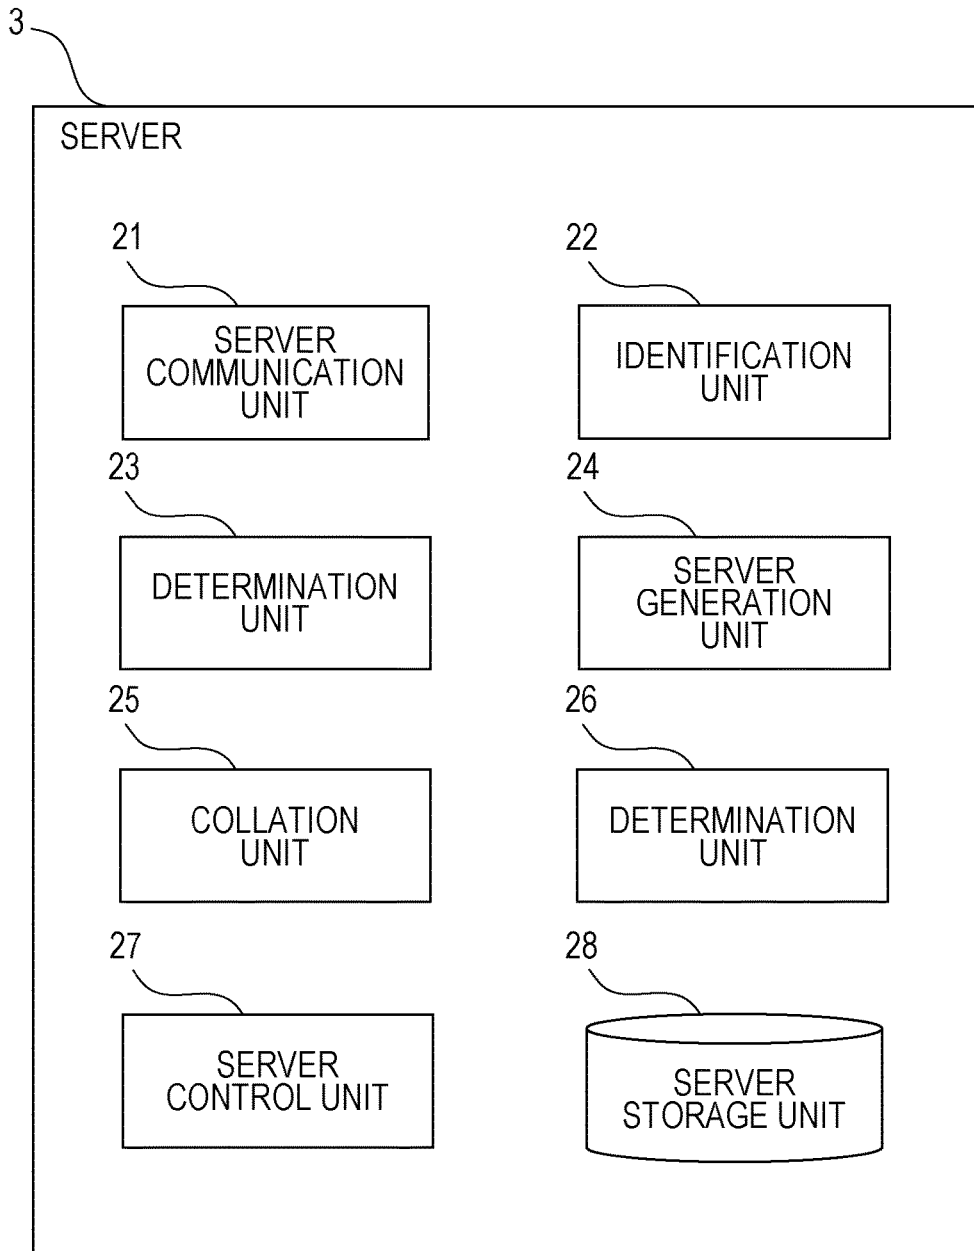 3
SERVER
21
SERVER
COMMUNICATION
UNIT
22
IDENTIFICATION
UNIT
23
DETERMINATION
UNIT
24
SERVER
GENERATION
UNIT
25
COLLATION
UNIT
26
DETERMINATION
UNIT
27
SERVER
CONTROL UNIT
28
SERVER
STORAGE UNIT